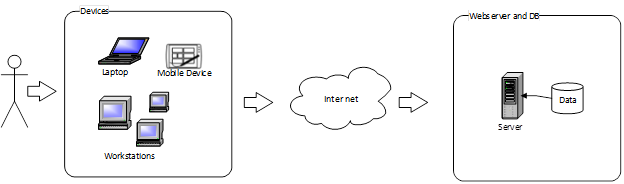 Devices
Webserver and DB
Laptop
Mobile Device
Internet
Data
Server
Workstations